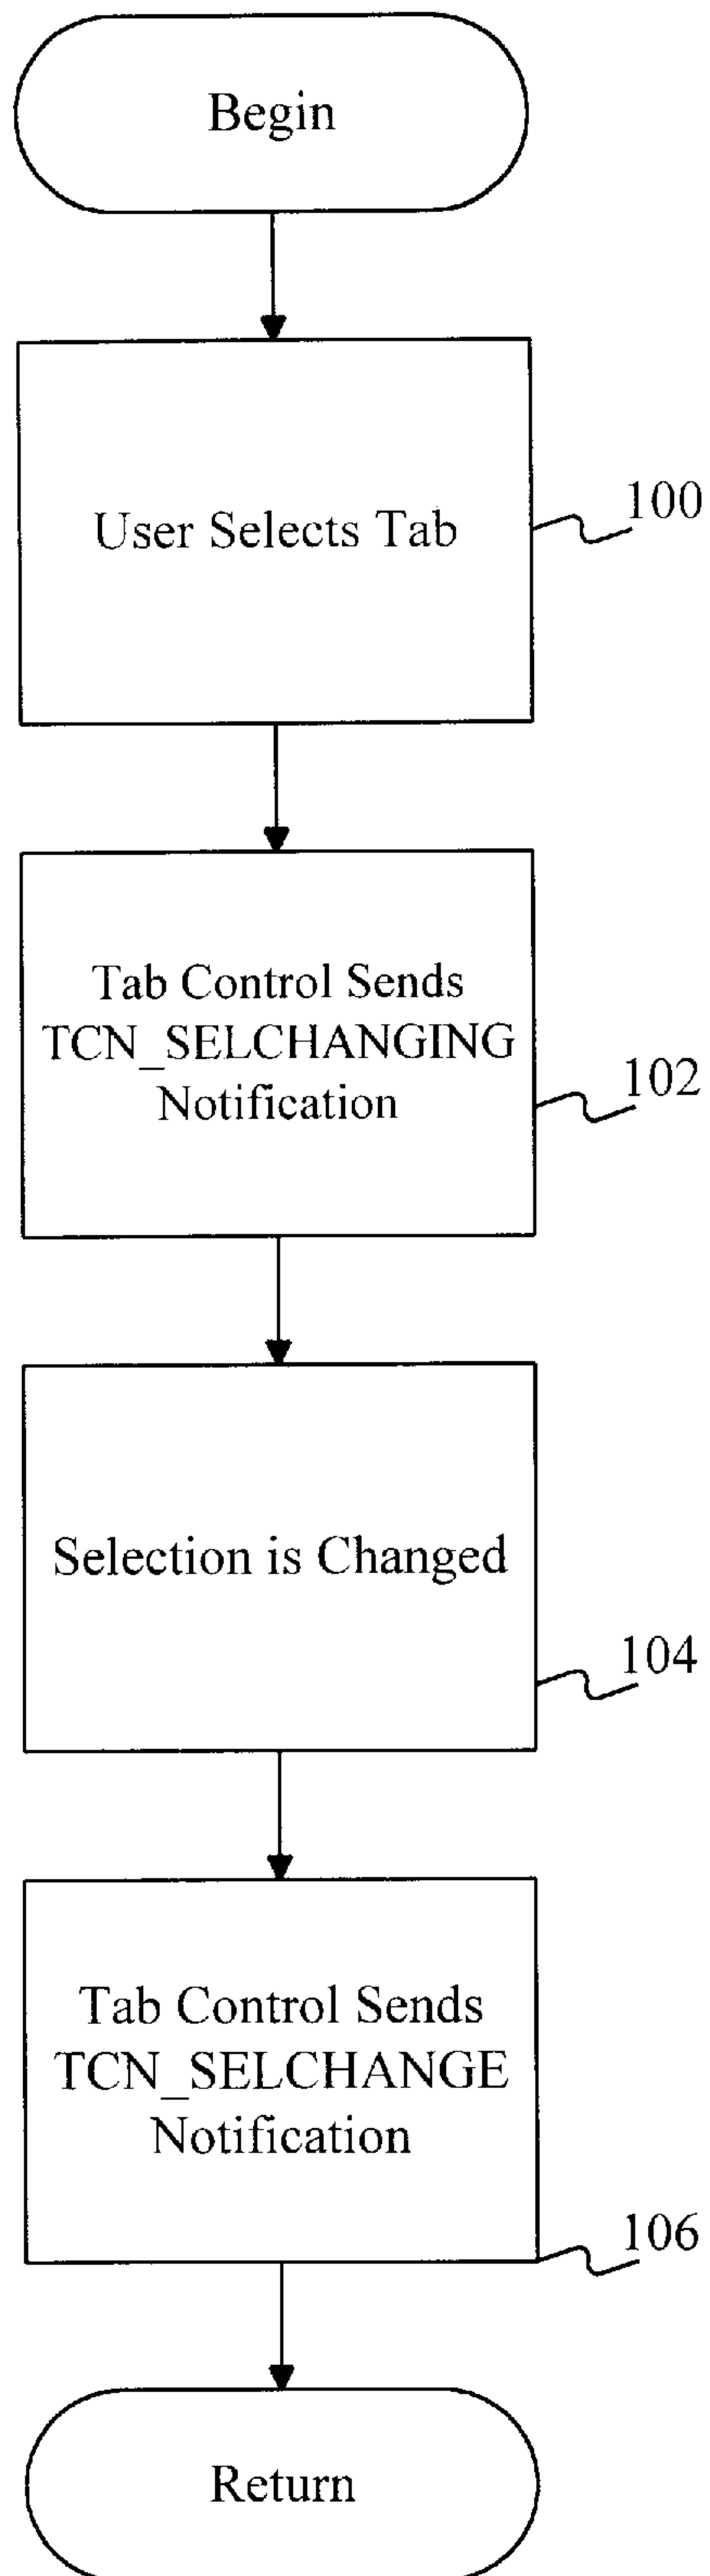 Begin
User Selects Tab
100
Tab Control Sends
TCN_SELCHANGING
Notification
102
Selection is Changed
104
Tab Control Sends
TCN_SELCHANGE
Notification
106
Return